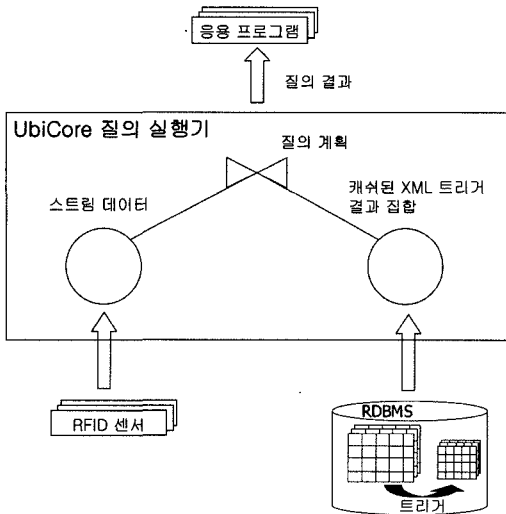 응용 프로그램
질의 결과
UbiCore 질의 실행기
질의 계획
스트림 데이터
캐쉬된 XML 트리거
결과 집합
RFID 센서
RDBMS
트리거